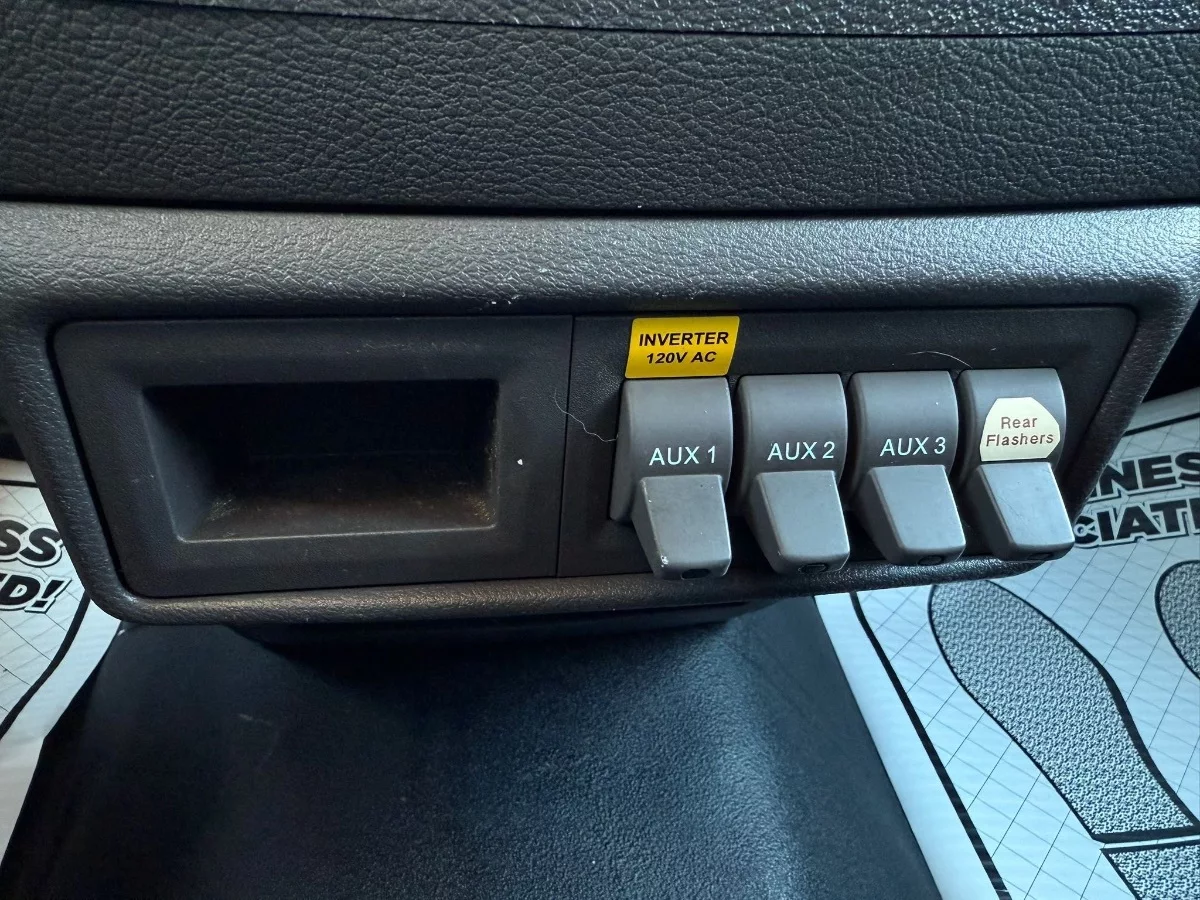 INVERTER
120V AC
AUX 1
AUX 2
AUX 3
Rear
Flashers